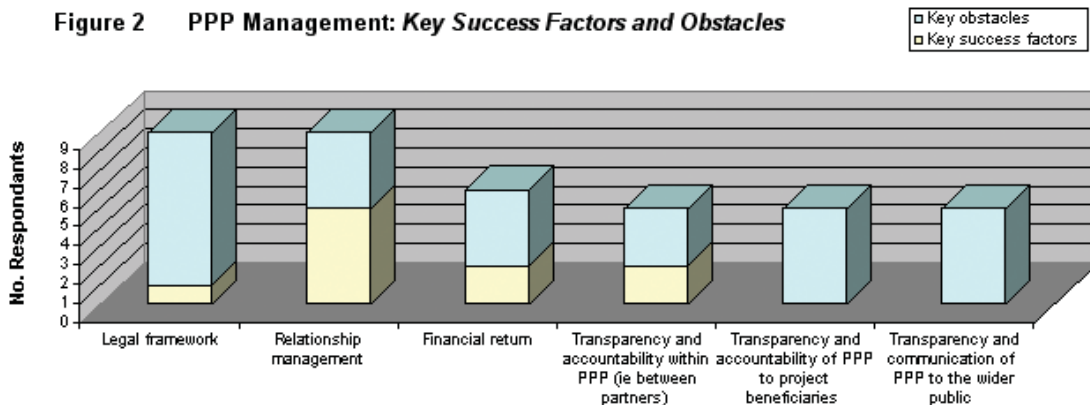 Figure 2 PPP Management: Key Success Factors and Obstacles
Key obstacles
Key success factors
No. Respondants
9
8
7
6
5
4
3
2
1
0
Legal framework
Relationship
management
Financial return
Transparency and
accountability within
PPP (ie between
partners)
Transparency and
accountability of PPP
to project
beneficiaries
Transparency and
communication of
PPP to the wider
public